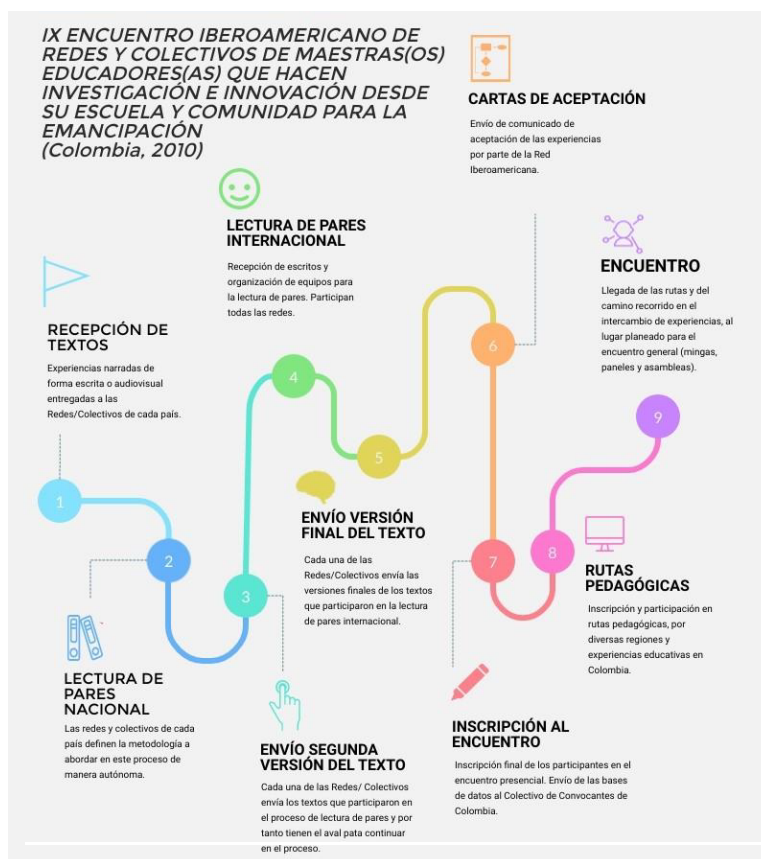 IX ENCUENTRO IBEROAMERICANO DE
REDES Y COLECTIVOS DE MAESTRAS(OS)
EDUCADORES(AS) QUE HACEN
INVESTIGACIÓN E INNOVACIÓN DESDE
SU ESCUELA Y COMUNIDAD PARA LA
EMANCIPACIÓN
(Colombia, 2010)
RECEPCIÓN DE
TEXTOS
Experiencias narradas de
forma escrita o audiovisual
entregadas a las
Redes/Colectivos de cada país.
1
2
LECTURA DE
PARES
NACIONAL
Las redes y colectivos de cada
país definen la metodología a
abordar en este proceso de
manera autónoma.
3
ENVÍO SEGUNDA
VERSIÓN DEL TEXTO
Cada una de las Redes/ Colectivos
envía los textos que participaron en
el proceso de lectura de pares y por
tanto tienen el aval pata continuar
en el proceso.
LECTURA DE PARES
INTERNACIONAL
Recepción de escritos y
organización de equipos para
la lectura de pares. Participan
todas las redes.
4
5
ENVÍO VERSIÓN
FINAL DEL TEXTO
Cada una de las
Redes/Colectivos envía las
versiones finales de los textos
que participaron en la lectura
de pares internacional.
CARTAS DE ACEPTACIÓN
Envío de comunicado de
aceptación de las experiencias
por parte de la Red
Iberoamericana.
6
7
INSCRIPCIÓN AL
ENCUENTRO
Inscripción final de los participantes en el
encuentro presencial. Envío de las bases
de datos al Colectivo de Convocantes de
Colombia.
8
RUTAS
PEDAGÓGICAS
Inscripción y participación en
rutas pedagógicas, por
diversas regiones y
experiencias educativas en
Colombia.
ENCUENTRO
Llegada de las rutas y del
camino recorrido en el
intercambio de experiencias, al
lugar planeado para el
encuentro general (mingas,
paneles y asambleas).
9